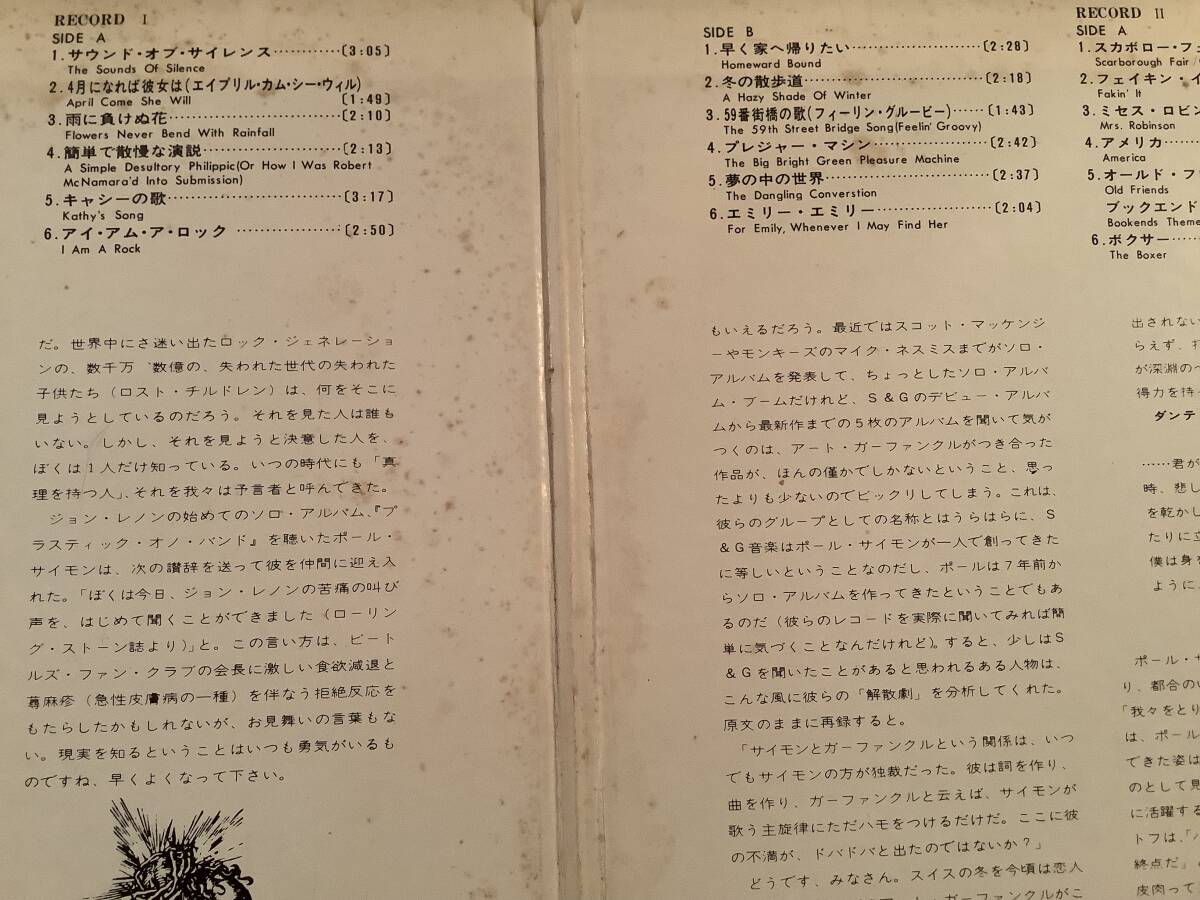 RECORD I
SIDE A
1. サウンド・オブ・サイレンス…………〔3:05〕
The Sounds Of Silence
2. 4月になれば彼女は(エイプリル・カム・シー・ウィル)
April Come She Will 〔1:49〕
3. 雨に負けぬ花……………………………〔2:10〕
Flowers Never Bend With Rainfall
4. 簡単で散慢な演説………………………〔2:13〕
A Simple Desultory Philippic(Or How I Was Robert
McNamara'd Into Submission)
5. キャシーの歌……………………………〔3:17〕
Kathy's Song
6. アイ・アム・ア・ロック ………………〔2:50〕
I Am A Rock
だ。世界中にさ迷い出たロック・ジェネレーショ
ンの、数千万〝数億の、失われた世代の失われた
子供たち（ロスト・チルドレン）は、何をそこに
見ようとしているのだろう。それを見た人は誰も
いない。しかし、それを見ようと決意した人を、
ぼくは1人だけ知っている。いつの時代にも「真
理を持つ人」、それを我々は予言者と呼んできた。
ジョン・レノンの始めてのソロ・アルバム、『プ
ラスティック・オノ・バンド』を聴いたポール・
サイモンは、次の讃辞を送って彼を仲間に迎え入
れた。「ぼくは今日、ジョン・レノンの苦痛の叫び
声を、はじめて聞くことができました（ローリン
グ・ストーン誌より）」と。この言い方は、ビート
ルズ・ファン・クラブの会長に激しい食欲減退と
蕁麻疹（急性皮膚病の一種）を伴なう拒絶反応を
もたらしたかもしれないが、お見舞いの言葉もな
い。現実を知るということはいつも勇気がいるも
のですね、早くよくなって下さい。
SIDE B
1. 早く家へ帰りたい……………………〔2:28〕
Homeward Bound
2. 冬の散歩道……………………………〔2:18〕
A Hazy Shade Of Winter
3. 59番街橋の歌(フィーリン・グルービー)……〔1:43〕
The 59th Street Bridge Song(Feelin' Groovy)
4. プレジャー・マシン…………………〔2:42〕
The Big Bright Green Pleasure Machine
5. 夢の中の世界…………………………〔2:37〕
The Dangling Converstion
6. エミリー・エミリー…………………〔2:04〕
For Emily, Whenever I May Find Her
もいえるだろう。最近ではスコット・マッケンジ
ーやモンキーズのマイク・ネスミスまでがソロ・
アルバムを発表して、ちょっとしたソロ・アルバ
ム・ブームだけれど、S&Gのデビュー・アルバ
ムから最新作までの5枚のアルバムを聞いて気が
つくのは、アート・ガーファンクルがつき合った
作品が、ほんの僅かでしかないということ、思っ
たよりも少ないのでビックリしてしまう。これは、
彼らのグループとしての名称とはうらはらに、S
&G音楽はポール・サイモンが一人で創ってきた
に等しいということなのだし、ポールは7年前か
らソロ・アルバムを作ってきたということでもあ
るのだ（彼らのレコードを実際に聞いてみれば簡
単に気づくことなんだけれど）。すると、少しはS
&Gを聞いたことがあると思われるある人物は、
こんな風に彼らの「解散劇」を分析してくれた。
原文のままに再録すると。
「サイモンとガーファンクルという関係は、いつ
でもサイモンの方が独裁だった。彼は詞を作り、
曲を作り、ガーファンクルと云えば、サイモンが
歌う主旋律にただハモをつけるだけだ。ここに彼
の不満が、ドバドバと出たのではないか？」
どうです、みなさん。スイスの冬を今頃は恋人
アート・ガーファンクルがこ
RECORD II
SIDE A
1. スカボロー・フェ
Scarborough Fair
2. フェイキン・イ
Fakin' It
3. ミセス・ロビン
Mrs. Robinson
4. アメリカ……
America
5. オールド・フ
Old Friends
ブックエンド
Bookends Theme
6. ボクサー……
The Boxer
出されない
らえず、打
が深淵のへ
得力を持っ
ダンテ
……君が
時、悲し
を乾かし
たりに立
僕は身を
ように、
ポール・サ
り、都合のい
「我々をとり
は、ポール
できた姿は
のとして見
に活躍する
トフは、「ハ
終点だ」
皮肉って